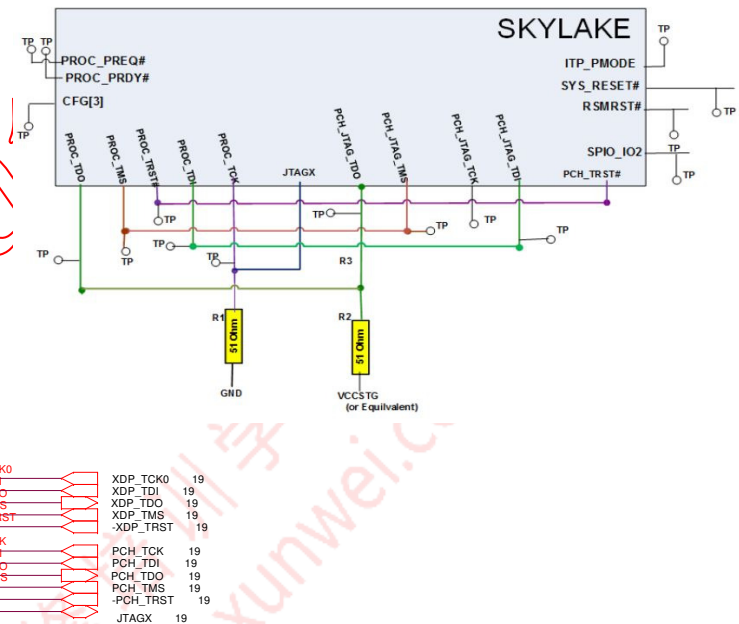 SKYLAKE
TP TP
TP
PROC_PREQ#
PROC_PRDY#
CFG[3]
TP
ITP_PMODE
SYS_RESET#
RSMRST#
TP
TP
SPIO_IO2
TP
PCH_TRST#
PROC_TDO
PROC_TMS
PROC_TRST#
PROC_TDI
PROC_TCK
JTAGX
PCH_JTAG_TDO
PCH_JTAG_TMS
PCH_JTAG_TCK
PCH_JTAG_TDI
TP
TP
TP
TP
TP
TP
TP
TP
TP
R3
R1
51 Ohm
R2
51 Ohm
GND
VCCSTG
(or Equilvalent)
XDP_TCK0 19
XDP_TDI 19
XDP_TDO 19
XDP_TMS 19
-XDP_TRST 19
PCH_TCK 19
PCH_TDI 19
PCH_TDO 19
PCH_TMS 19
-PCH_TRST 19
JTAGX 19